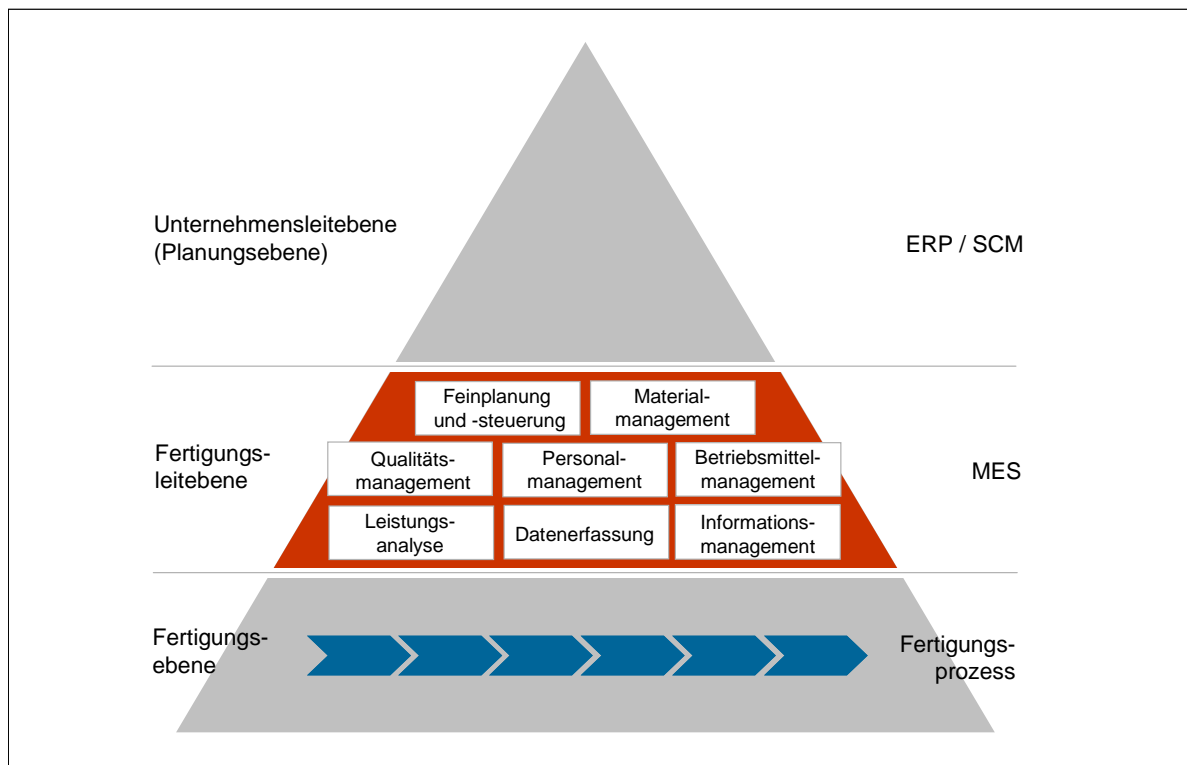 Unternehmensleitebene
(Planungsebene)
ERP / SCM
Feinplanung
und -steuerung
Material-
management
Fertigungs-
leitebene
Qualitäts-
management
Personal-
management
Betriebsmittel-
management
MES
Leistungs-
analyse
Datenerfassung
Informations-
management
Fertigungs-
ebene
Fertigungs-
prozess